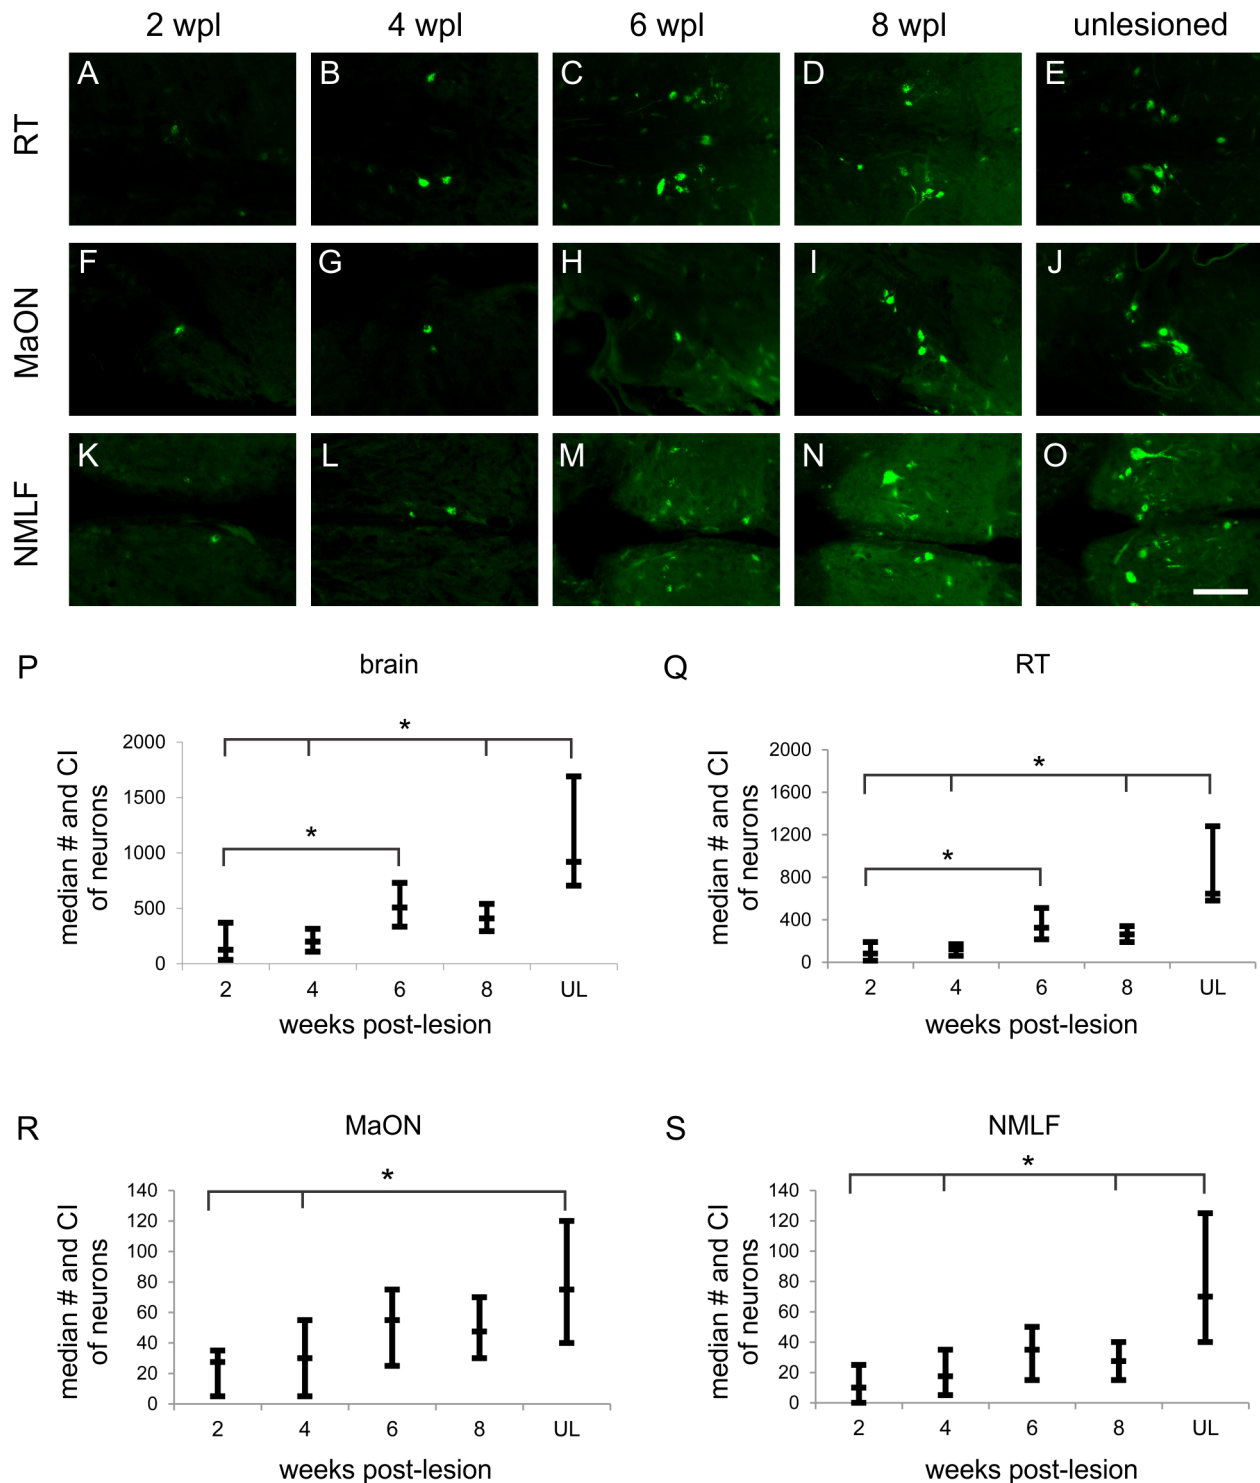 2 wpl 4 wpl 6 wpl 8 wpl unlesioned
RT
A B C D E
MaON
F G H I J
NMLF
K L M N O
P brain
*
*
median # and CI
of neurons
2000
1500
1000
500
0
2 4 6 8 UL
weeks post-lesion
Q RT
*
*
median # and CI
of neurons
2000
1600
1200
800
400
0
2 4 6 8 UL
weeks post-lesion
R MaON
*
median # and CI
of neurons
140
120
100
80
60
40
20
0
2 4 6 8 UL
weeks post-lesion
S NMLF
*
median # and CI
of neurons
140
120
100
80
60
40
20
0
2 4 6 8 UL
weeks post-lesion